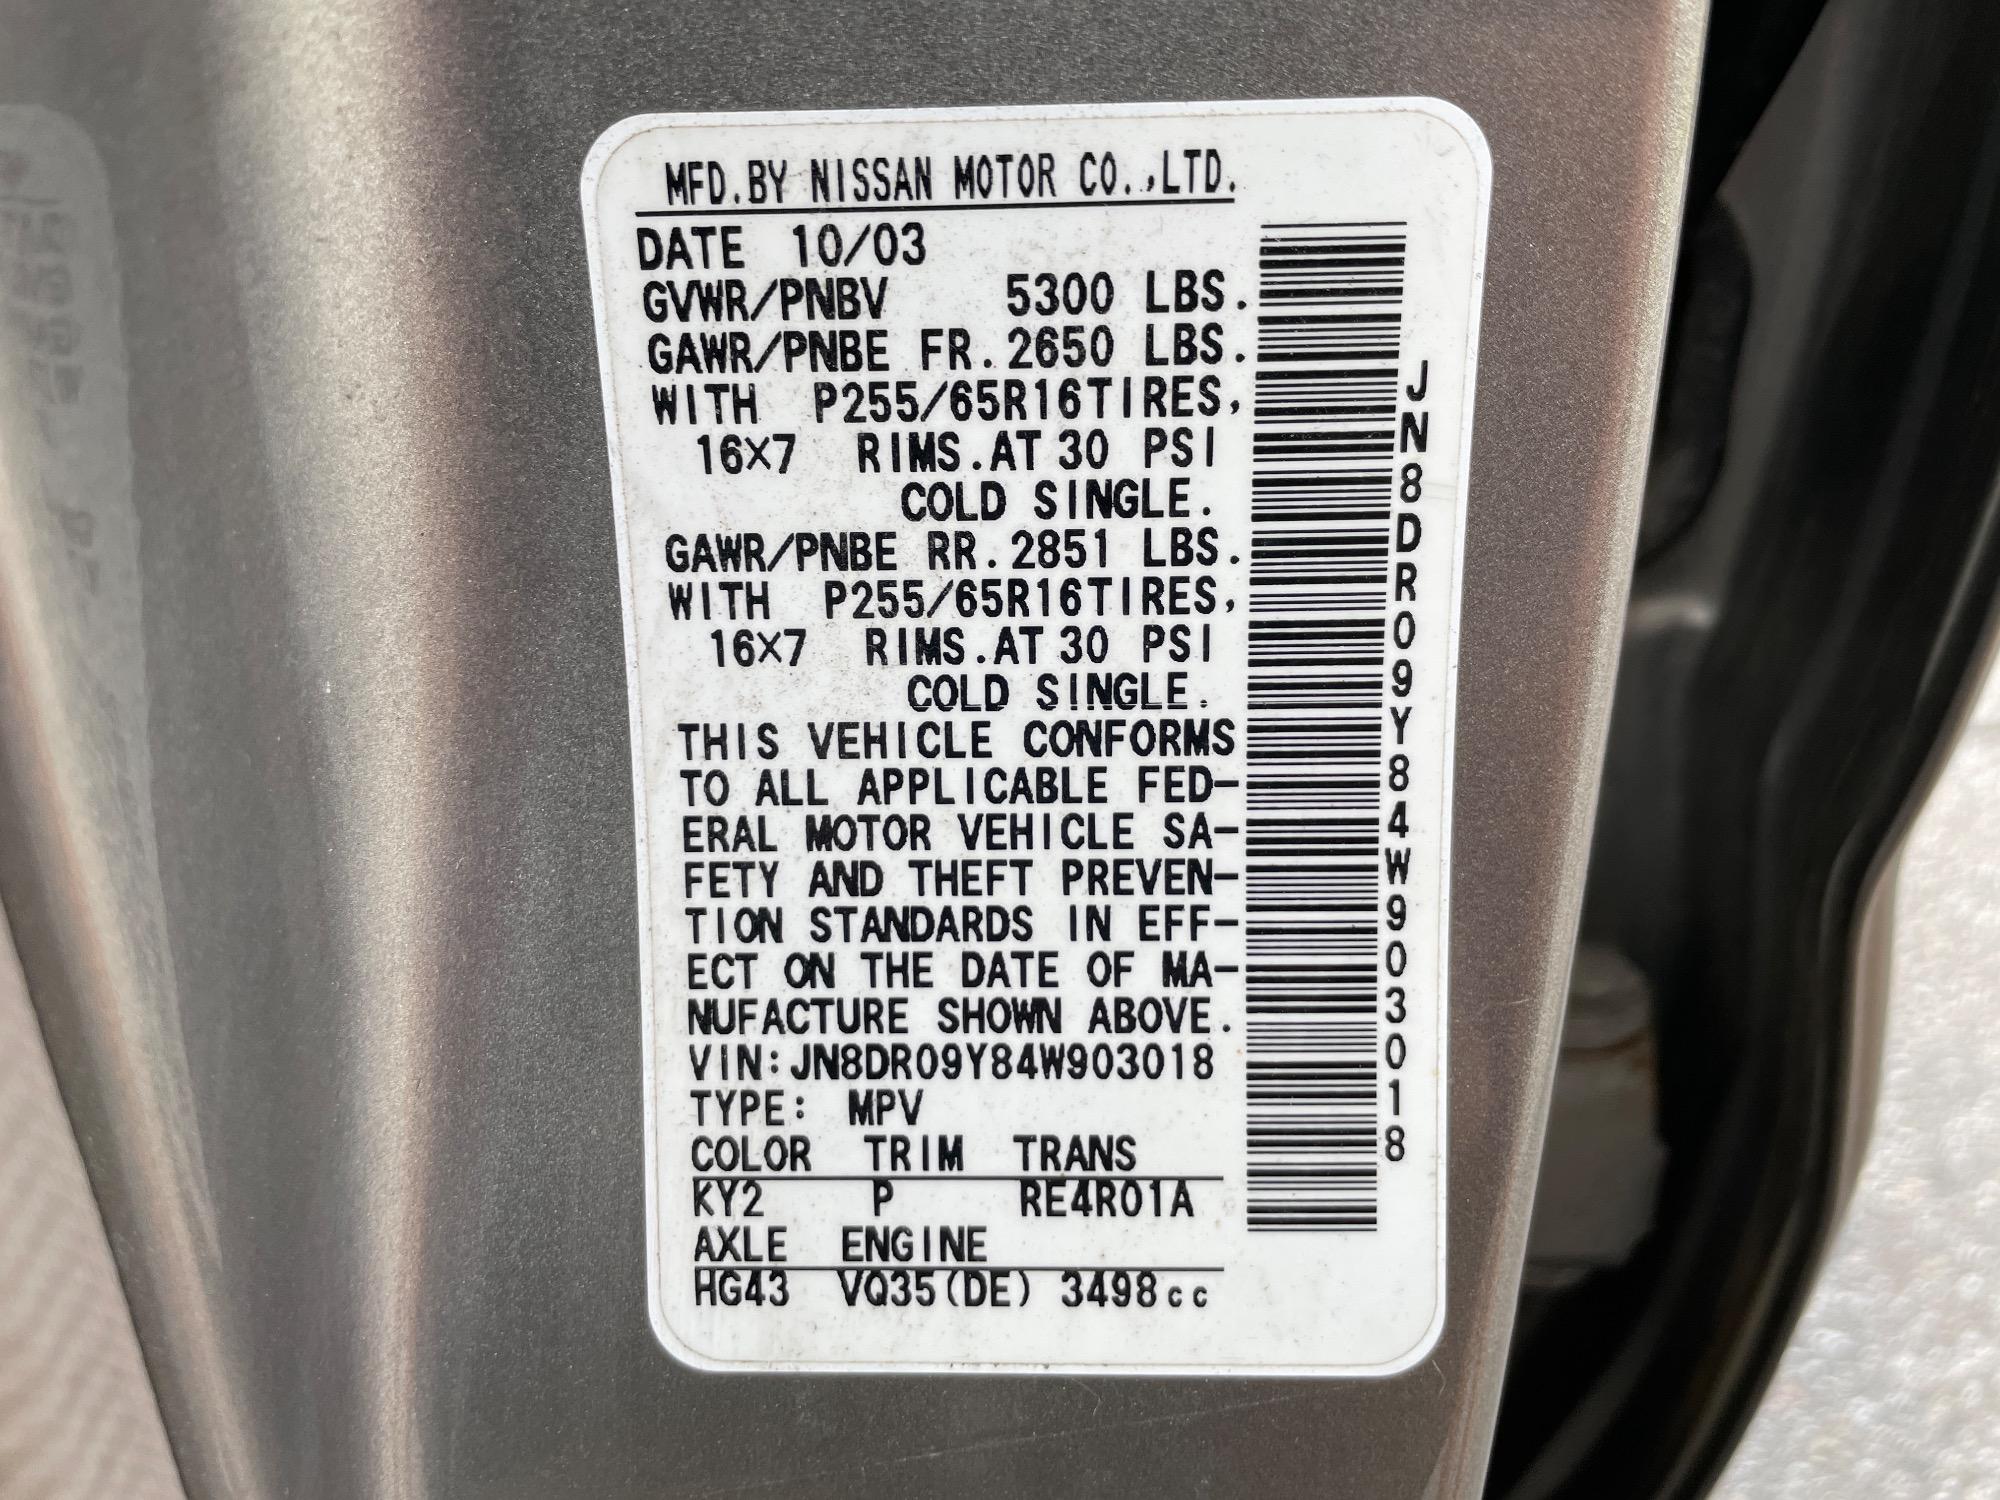 MFD.BY NISSAN MOTOR CO.,LTD.
DATE 10/03
GVWR/PNBV 5300 LBS.
GAWR/PNBE FR.2650 LBS.
WITH P255/65R16TIRES,
16×7 RIMS.AT 30 PSI
COLD SINGLE.
GAWR/PNBE RR.2851 LBS.
WITH P255/65R16TIRES,
16×7 RIMS.AT 30 PSI
COLD SINGLE.
THIS VEHICLE CONFORMS
TO ALL APPLICABLE FED-
ERAL MOTOR VEHICLE SA-
FETY AND THEFT PREVEN-
TION STANDARDS IN EFF-
ECT ON THE DATE OF MA-
NUFACTURE SHOWN ABOVE.
VIN:JN8DR09Y84W903018
TYPE: MPV
COLOR TRIM TRANS
KY2 P RE4R01A
AXLE ENGINE
HG43 VQ35(DE) 3498cc
JN8DR09Y84W903018